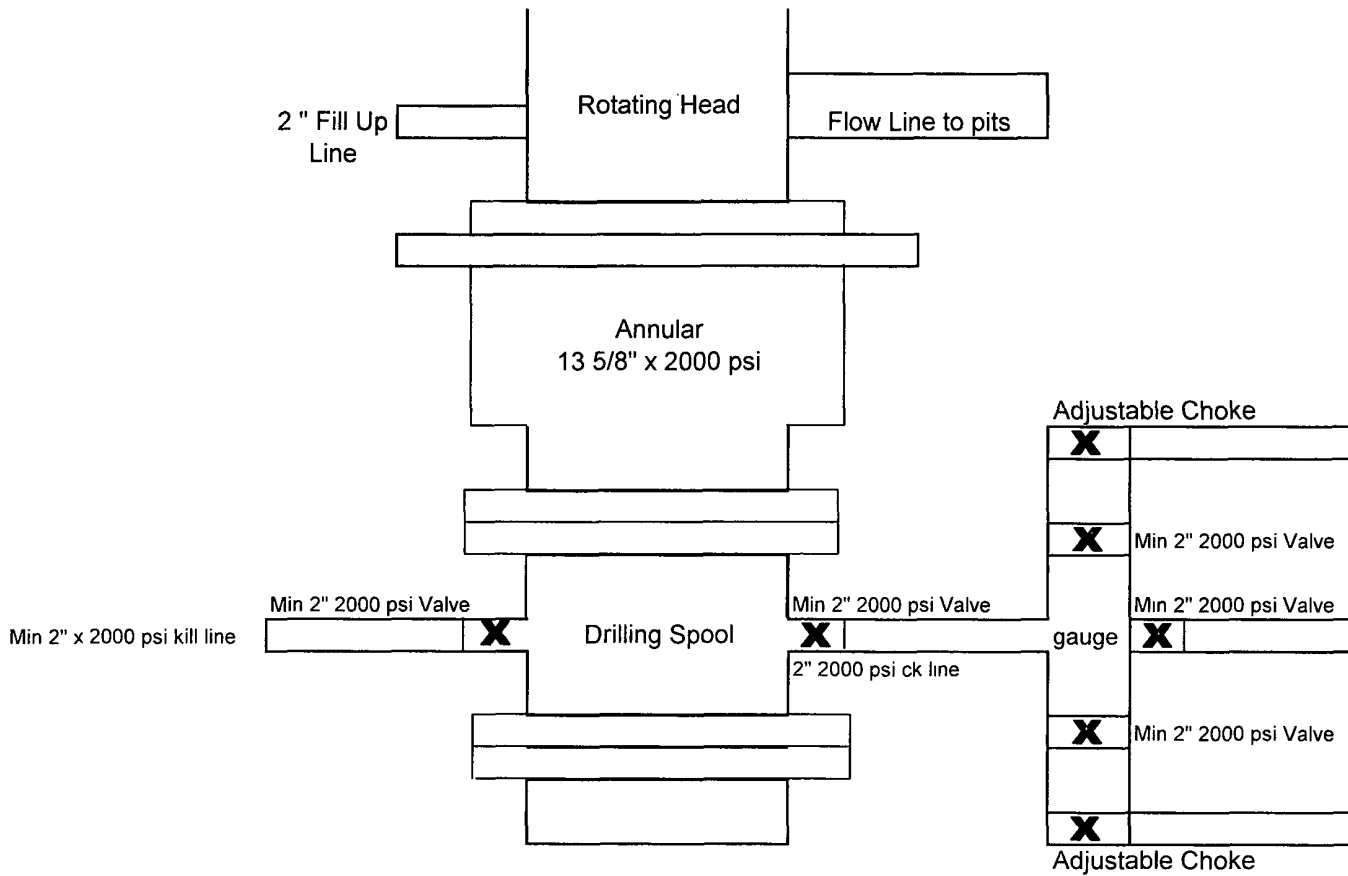 Rotating Head
2 " Fill Up
Line
Flow Line to pits
Annular
13 5/8" x 2000 psi
Adjustable Choke
X
X
Min 2" 2000 psi Valve
Min 2" 2000 psi Valve
Min 2" 2000 psi Valve
Min 2" 2000 psi Valve
Min 2" x 2000 psi kill line
X
Drilling Spool
X
gauge
X
2" 2000 psi ck line
X
Min 2" 2000 psi Valve
X
Adjustable Choke